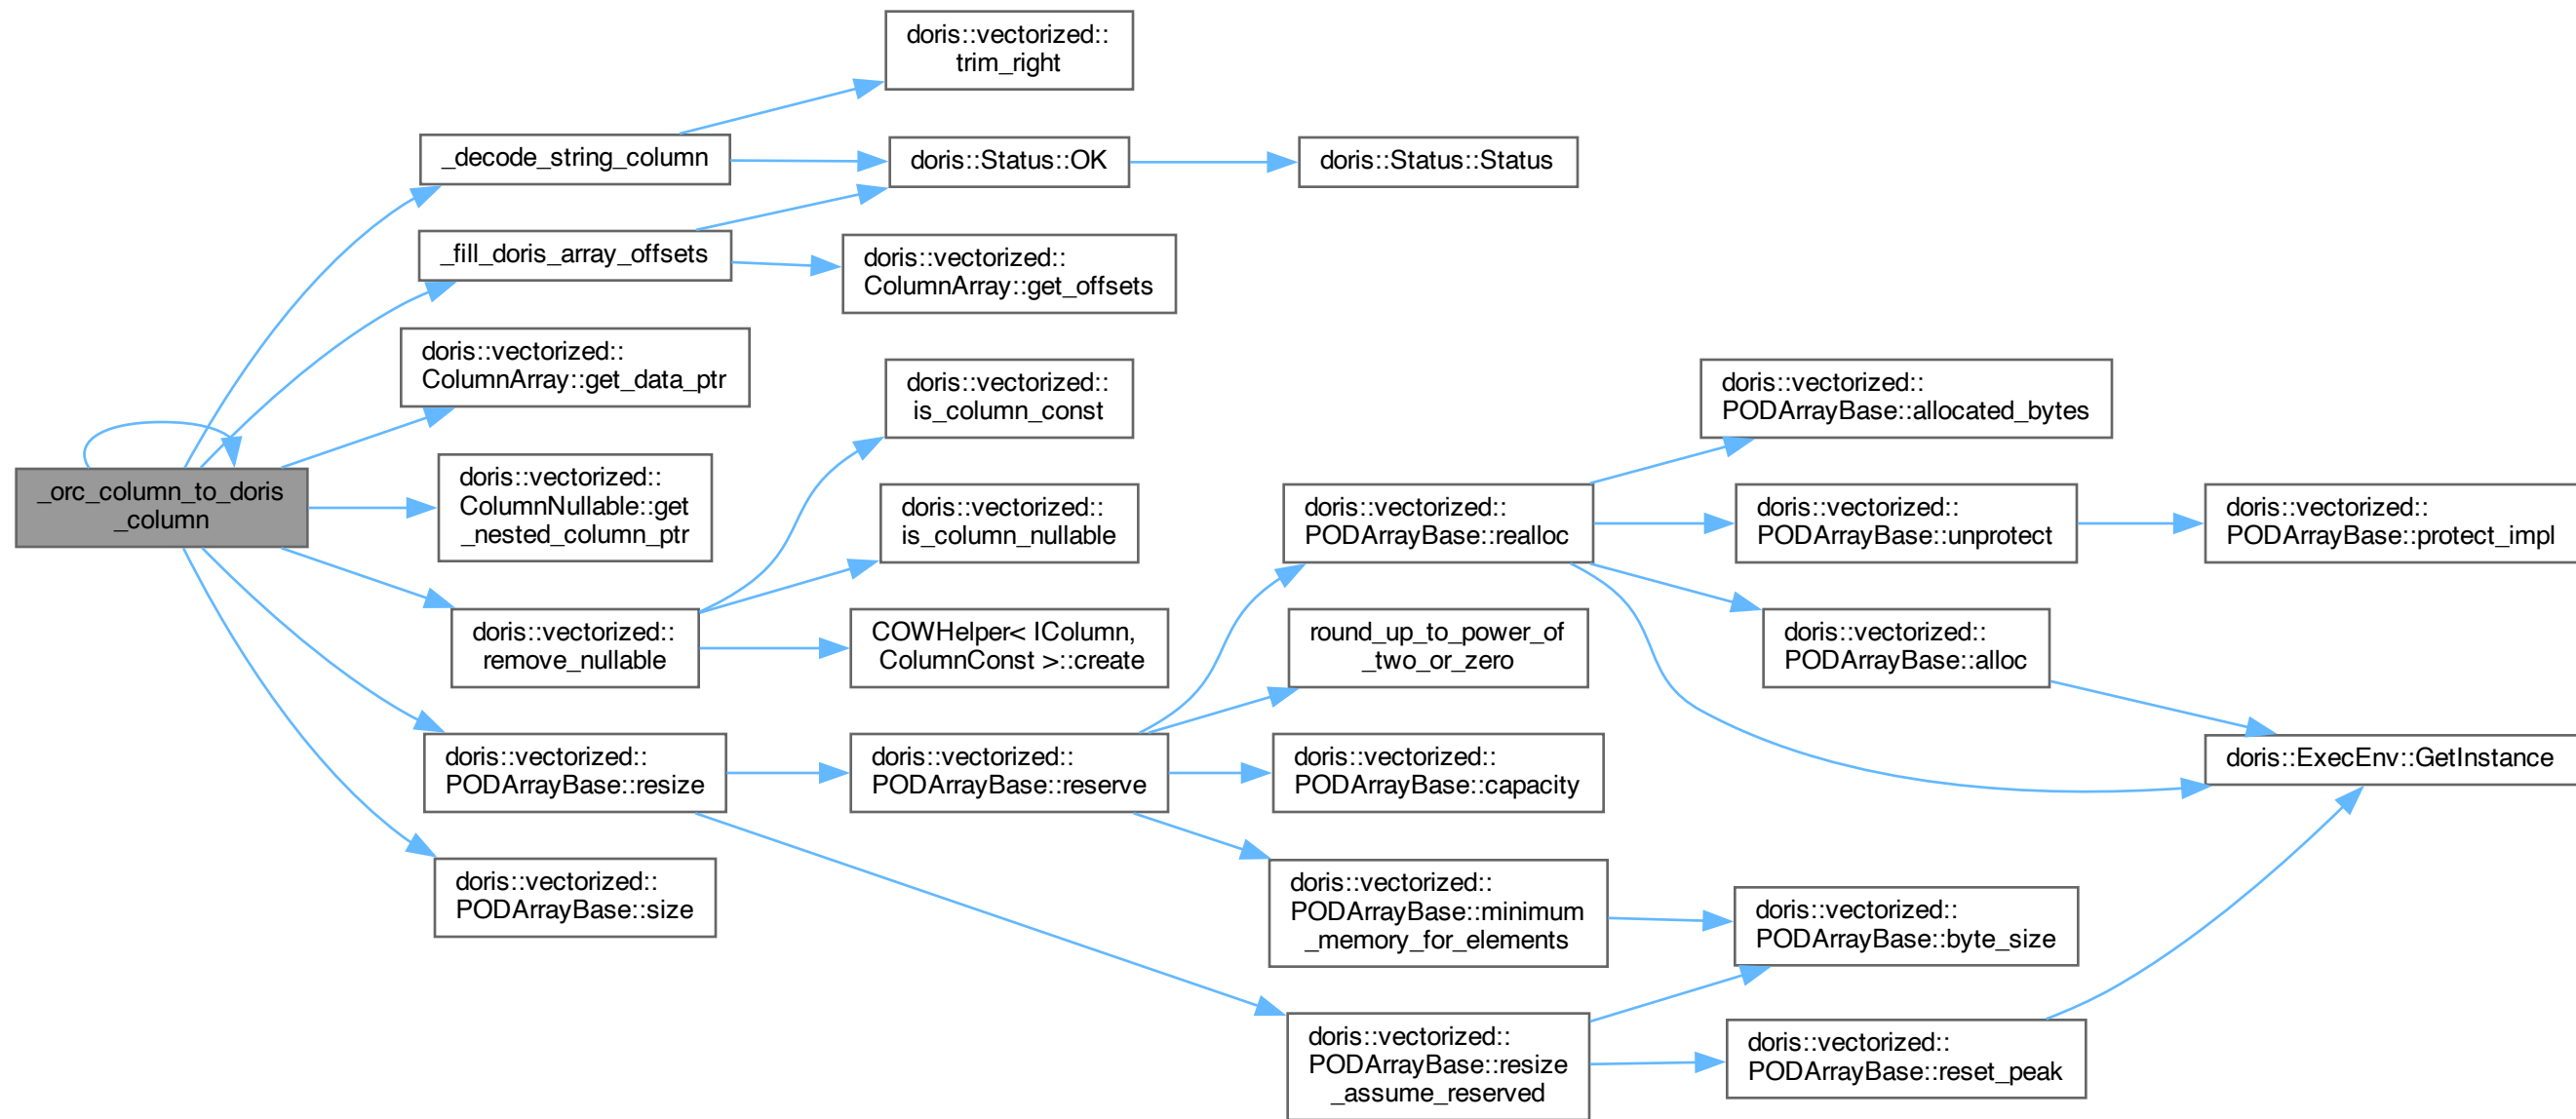 _orc_column_to_doris
_column
_decode_string_column
_fill_doris_array_offsets
doris::vectorized::
ColumnArray::get_data_ptr
doris::vectorized::
ColumnNullable::get
_nested_column_ptr
doris::vectorized::
remove_nullable
doris::vectorized::
PODArrayBase::resize
doris::vectorized::
PODArrayBase::size
doris::vectorized::
trim_right
doris::Status::OK
doris::vectorized::
ColumnArray::get_offsets
doris::vectorized::
is_column_const
doris::vectorized::
is_column_nullable
COWHelper< IColumn,
ColumnConst >::create
doris::vectorized::
PODArrayBase::reserve
doris::Status::Status
doris::vectorized::
PODArrayBase::realloc
round_up_to_power_of
_two_or_zero
doris::vectorized::
PODArrayBase::capacity
doris::vectorized::
PODArrayBase::minimum
_memory_for_elements
doris::vectorized::
PODArrayBase::resize
_assume_reserved
doris::vectorized::
PODArrayBase::allocated_bytes
doris::vectorized::
PODArrayBase::unprotect
doris::vectorized::
PODArrayBase::alloc
doris::vectorized::
PODArrayBase::byte_size
doris::vectorized::
PODArrayBase::reset_peak
doris::vectorized::
PODArrayBase::protect_impl
doris::ExecEnv::GetInstance